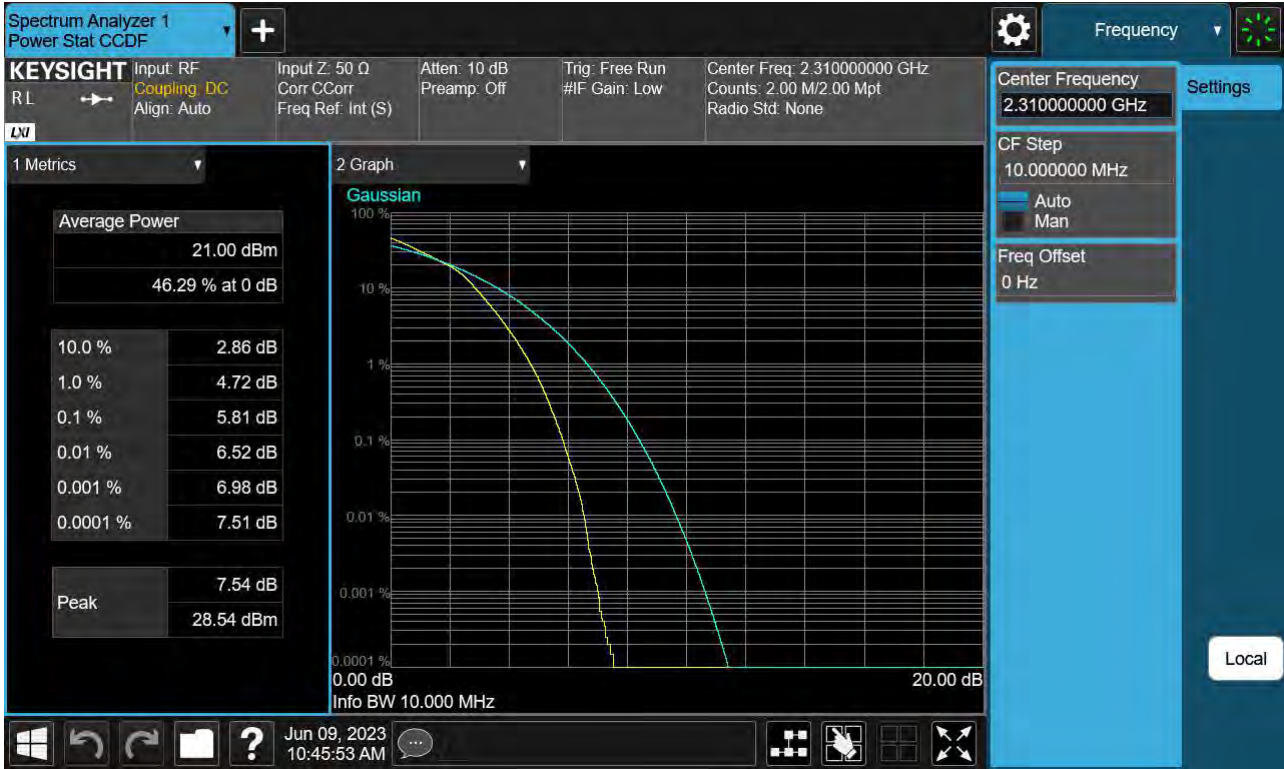 Spectrum Analyzer 1
Power Stat CCDF
Frequency
KEYSIGHT
R L
LXI
Input: RF
Coupling: DC
Align: Auto
Input Z: 50 Ω
Corr CCorr
Freq Ref: Int (S)
Atten: 10 dB
Preamp: Off
Trig: Free Run
#IF Gain: Low
Center Freq: 2.310000000 GHz
Counts: 2.00 M/2.00 Mpt
Radio Std: None
Center Frequency
2.310000000 GHz
Settings
CF Step
10.000000 MHz
Auto
Man
Freq Offset
0 Hz
1 Metrics
Average Power
21.00 dBm
46.29 % at 0 dB
10.0 % 2.86 dB
1.0 % 4.72 dB
0.1 % 5.81 dB
0.01 % 6.52 dB
0.001 % 6.98 dB
0.0001 % 7.51 dB
Peak
7.54 dB
28.54 dBm
2 Graph
Gaussian
100 %
10 %
1 %
0.1 %
0.01 %
0.001 %
0.0001 %
0.00 dB 20.00 dB
Info BW 10.000 MHz
Local
?
Jun 09, 2023
10:45:53 AM